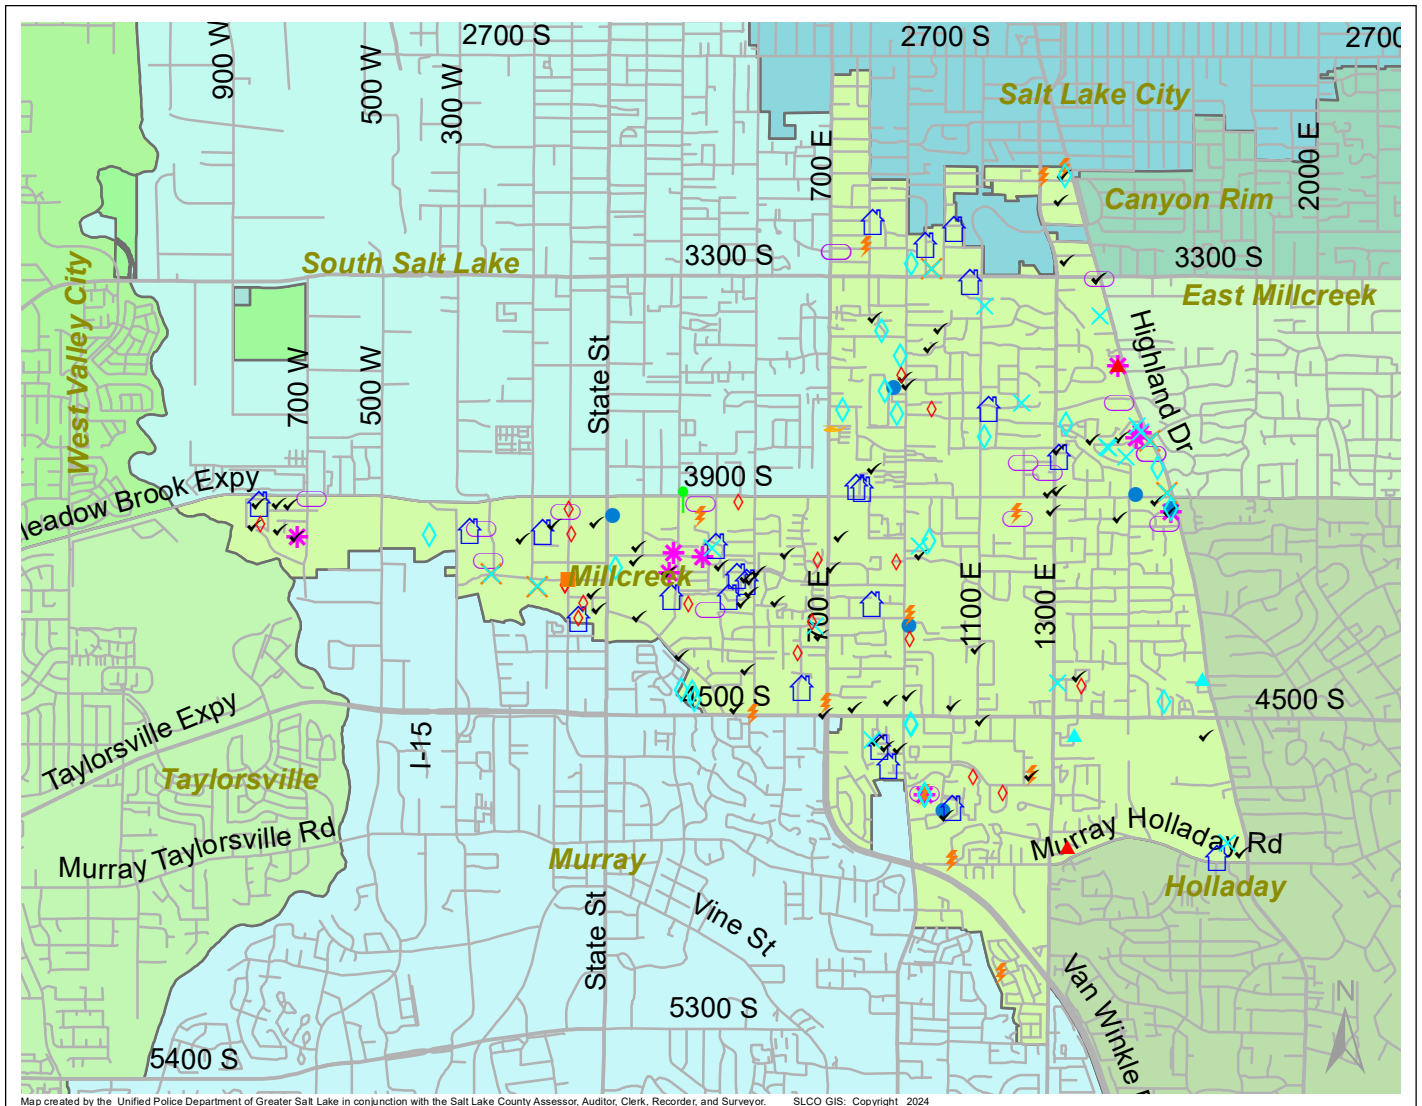 2700 S
2700 S
2700
900 W
500 W
300 W
Salt Lake City
700 E
2000 E
Canyon Rim
South Salt Lake
3300 S
3300 S
East Millcreek
West Valley City
Highland Dr
700 W
500 W
State St
3900 S
Meadow Brook Expy
Millcreek
700 E
1100 E
1300 E
4500 S
4500 S
Taylorsville Expy
I-15
Taylorsville
Murray Taylorsville Rd
Murray
Murray Holladay Rd
Holladay
State St
Vine St
Van Winkle
5300 S
N
5400 S
Map created by the Unified Police Department of Greater Salt Lake in conjunction with the Salt Lake County Assessor, Auditor, Clerk, Recorder, and Surveyor. SLCO GIS: Copyright 2024